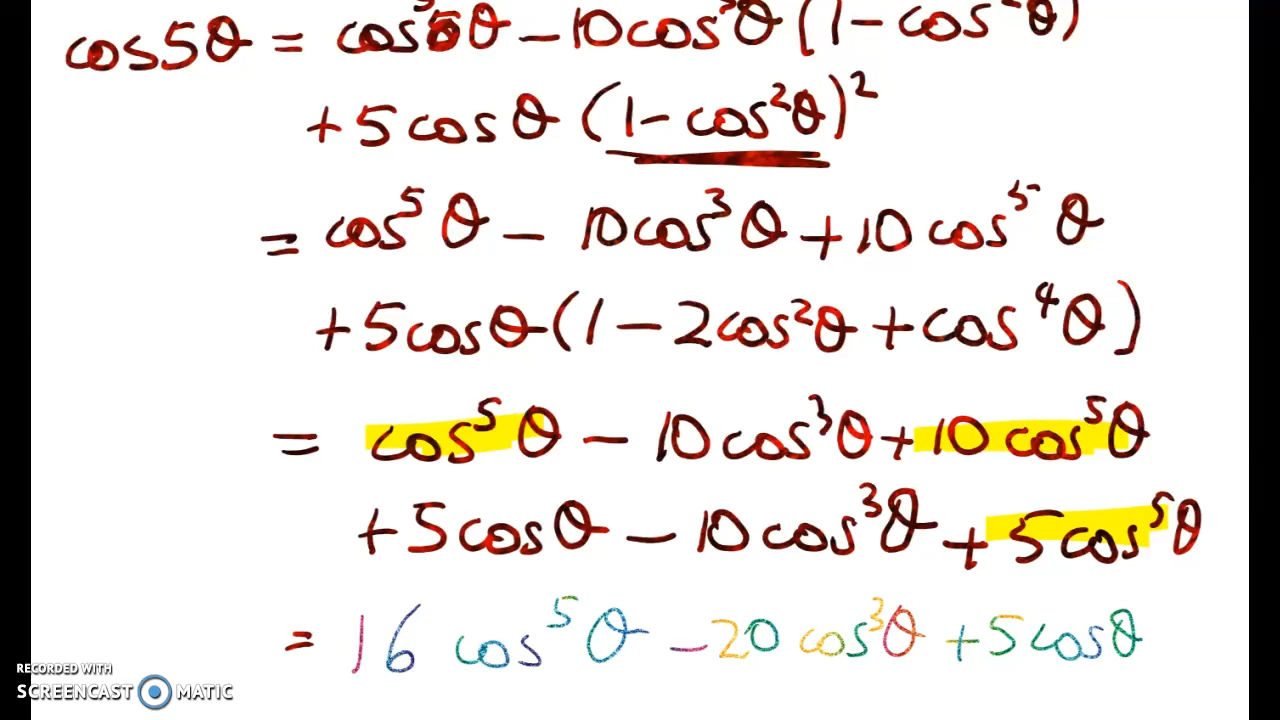 cos5θ = cos⁵θ − 10cos³θ (1 − cos²θ)
+ 5cosθ (1 − cos²θ)²
= cos⁵θ − 10cos³θ + 10cos⁵θ
+ 5cosθ (1 − 2cos²θ + cos⁴θ)
= cos⁵θ − 10cos³θ + 10cos⁵θ
+ 5cosθ − 10cos³θ + 5cos⁵θ
= 16cos⁵θ − 20cos³θ + 5cosθ
RECORDED WITH
SCREENCAST MATIC